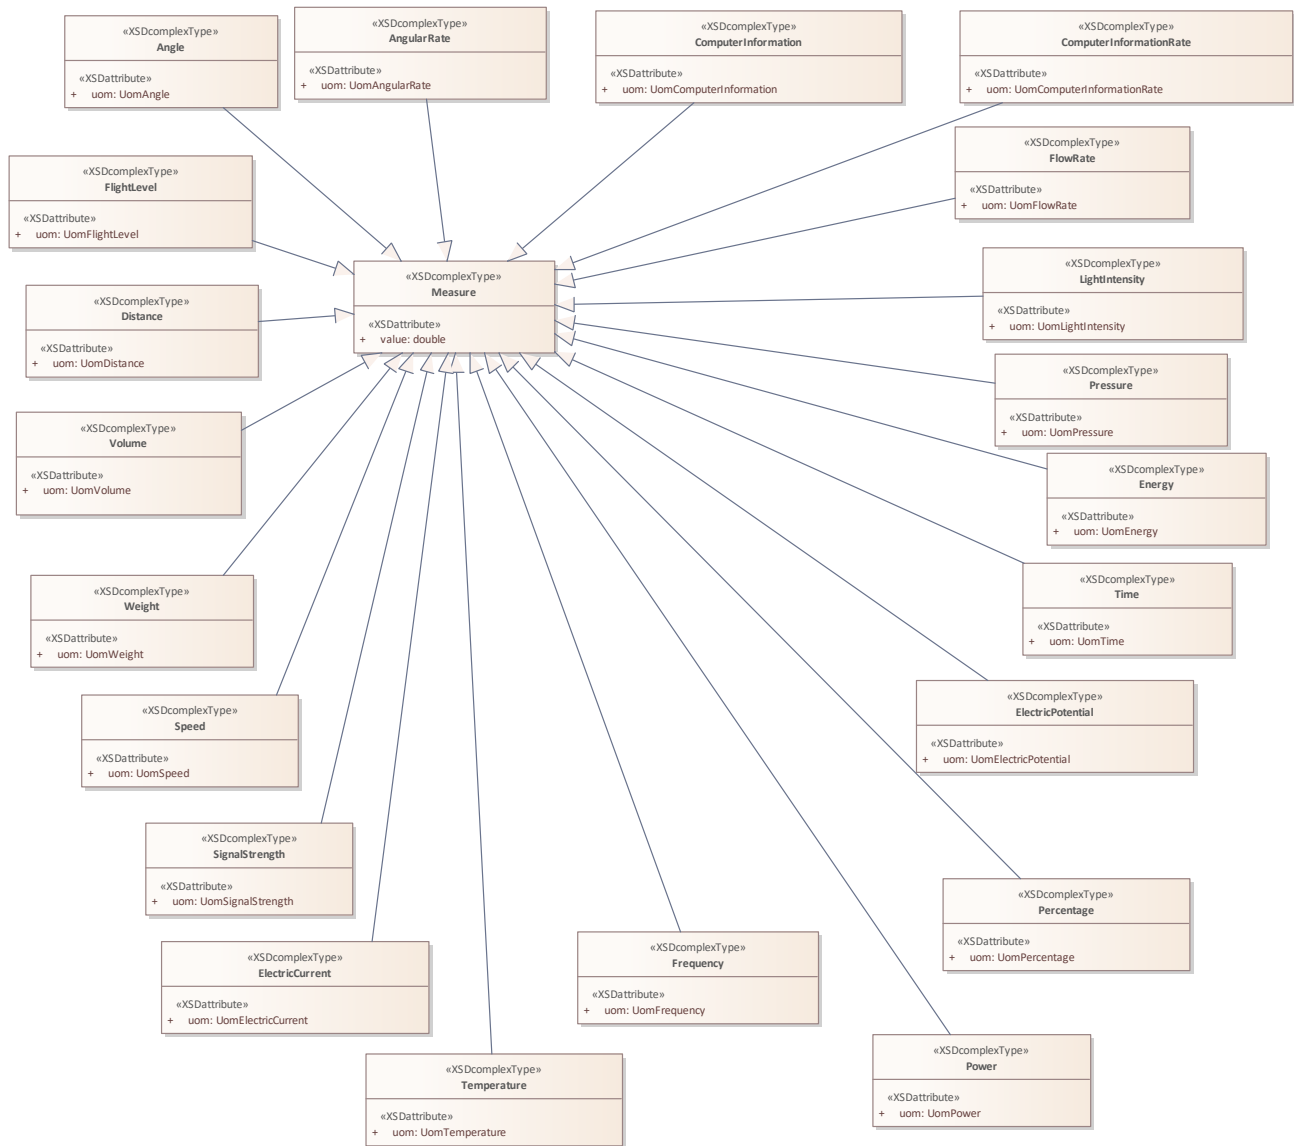 «XSDcomplexType»
Angle
«XSDattribute»
+ uom: UomAngle
«XSDcomplexType»
AngularRate
«XSDattribute»
+ uom: UomAngularRate
«XSDcomplexType»
ComputerInformation
«XSDattribute»
+ uom: UomComputerInformation
«XSDcomplexType»
ComputerInformationRate
«XSDattribute»
+ uom: UomComputerInformationRate
«XSDcomplexType»
FlowRate
«XSDattribute»
+ uom: UomFlowRate
«XSDcomplexType»
FlightLevel
«XSDattribute»
+ uom: UomFlightLevel
«XSDcomplexType»
LightIntensity
«XSDattribute»
+ uom: UomLightIntensity
«XSDcomplexType»
Measure
«XSDattribute»
+ value: double
«XSDcomplexType»
Distance
«XSDattribute»
+ uom: UomDistance
«XSDcomplexType»
Pressure
«XSDattribute»
+ uom: UomPressure
«XSDcomplexType»
Volume
«XSDattribute»
+ uom: UomVolume
«XSDcomplexType»
Energy
«XSDattribute»
+ uom: UomEnergy
«XSDcomplexType»
Time
«XSDattribute»
+ uom: UomTime
«XSDcomplexType»
Weight
«XSDattribute»
+ uom: UomWeight
«XSDcomplexType»
ElectricPotential
«XSDattribute»
+ uom: UomElectricPotential
«XSDcomplexType»
Speed
«XSDattribute»
+ uom: UomSpeed
«XSDcomplexType»
SignalStrength
«XSDattribute»
+ uom: UomSignalStrength
«XSDcomplexType»
Percentage
«XSDattribute»
+ uom: UomPercentage
«XSDcomplexType»
ElectricCurrent
«XSDattribute»
+ uom: UomElectricCurrent
«XSDcomplexType»
Frequency
«XSDattribute»
+ uom: UomFrequency
«XSDcomplexType»
Power
«XSDattribute»
+ uom: UomPower
«XSDcomplexType»
Temperature
«XSDattribute»
+ uom: UomTemperature